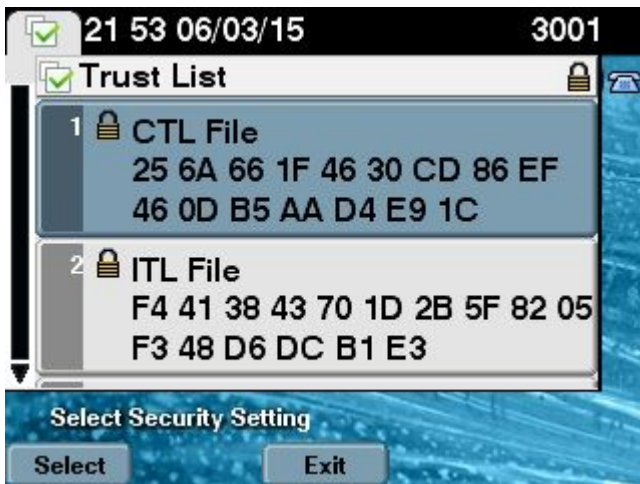 21 53 06/03/15 3001
Trust List
1 CTL File
25 6A 66 1F 46 30 CD 86 EF
46 0D B5 AA D4 E9 1C
2 ITL File
F4 41 38 43 70 1D 2B 5F 82 05
F3 48 D6 DC B1 E3
Select Security Setting
Select Exit